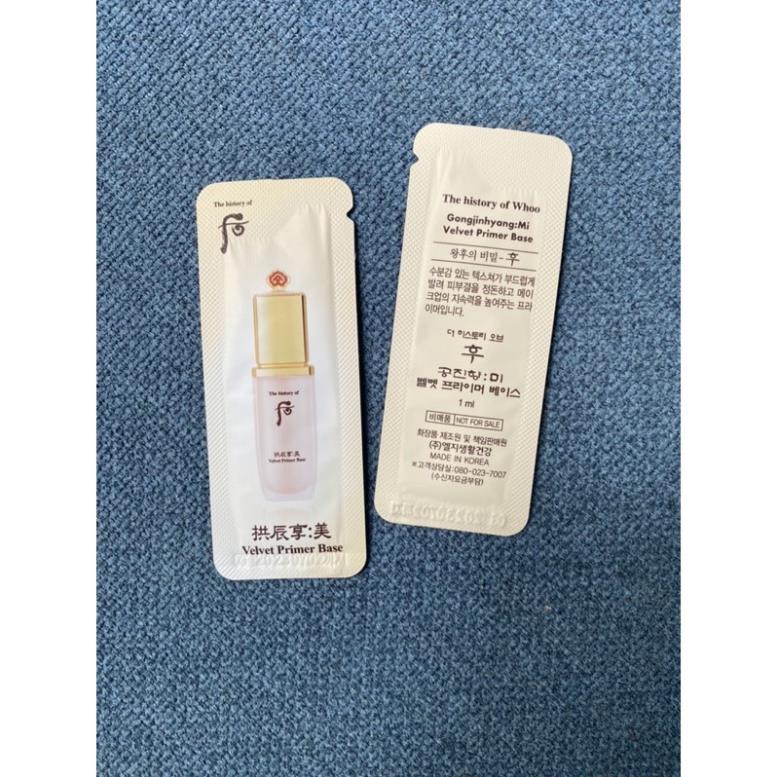 The history of
后
The history of
后
拱辰享:美
Velvet Primer Base
拱辰享:美
Velvet Primer Base
The history of Whoo
Gongjinhyang:Mi
Velvet Primer Base
왕후의 비밀-후
수분감 있는 텍스쳐가 부드럽게
발려 피부결을 정돈하고 메이
크업의 지속력을 높여주는 프라
이머입니다.
더 히스토리 오브
후
공진향:미
벨벳 프라이머 베이스
1 ml
비매품 NOT FOR SALE
화장품 제조원 및 책임판매원
(주)엘지생활건강
MADE IN KOREA
※고객상담실:080-023-7007
(수신자요금부담)